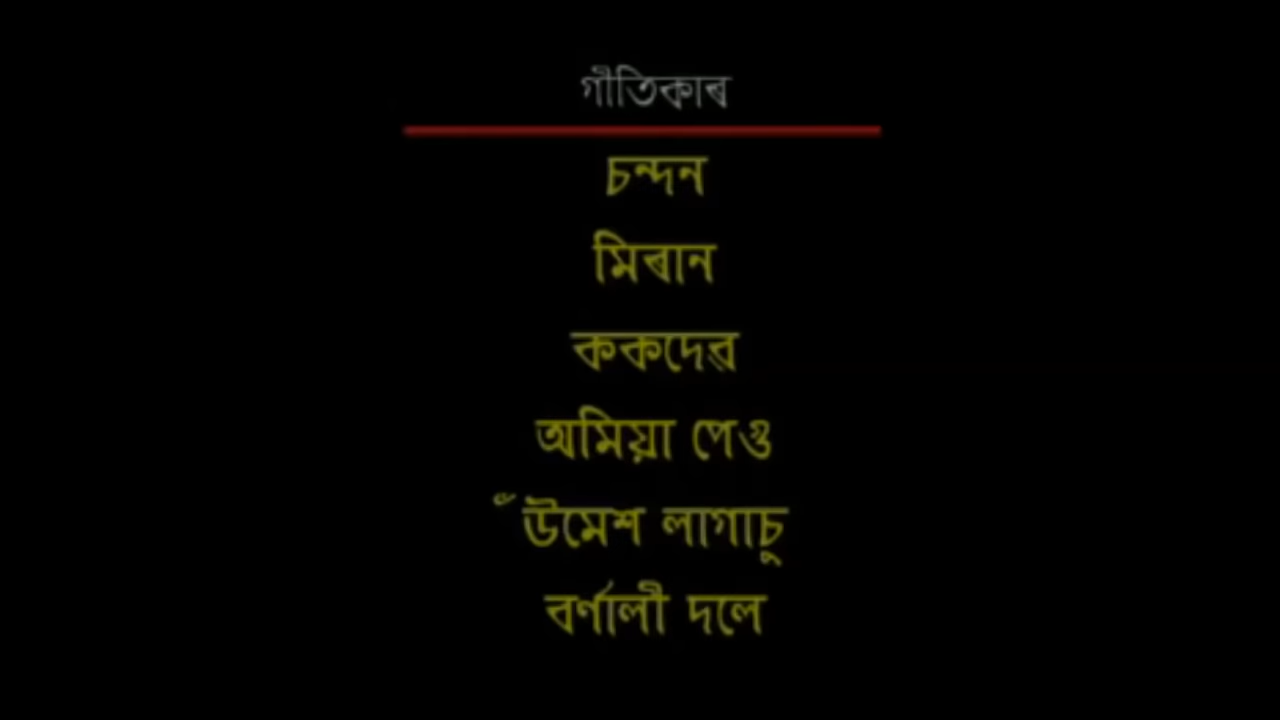 গীতিকাৰ
চন্দন
মিৰান
ককদেৱ
অমিয়া পেগু
ঁউমেশ লাগাচু
বৰ্ণালী দলে